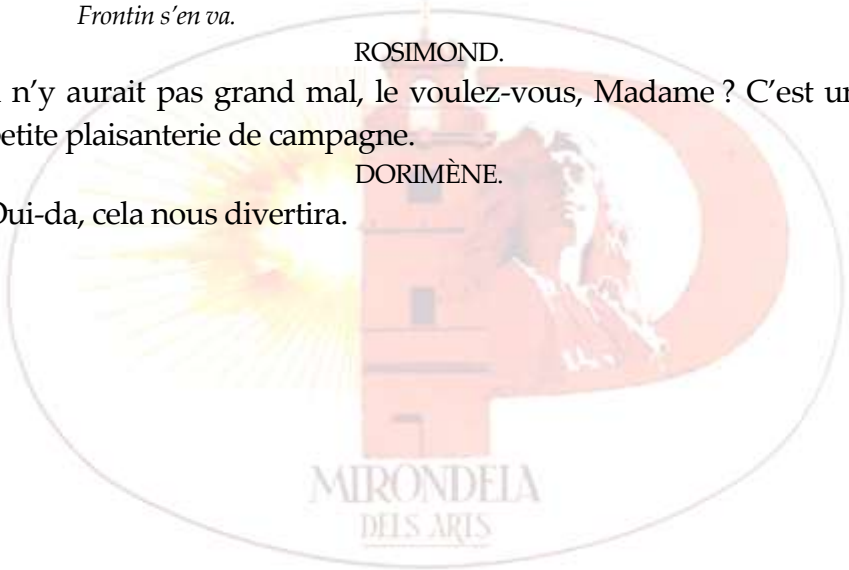 Frontin s'en va.
ROSIMOND.
n'y aurait pas grand mal, le voulez-vous, Madame ? C'est un
etite plaisanterie de campagne.
DORIMÈNE.
Oui-da, cela nous divertira.
MIRONDELA
DELS ARTS